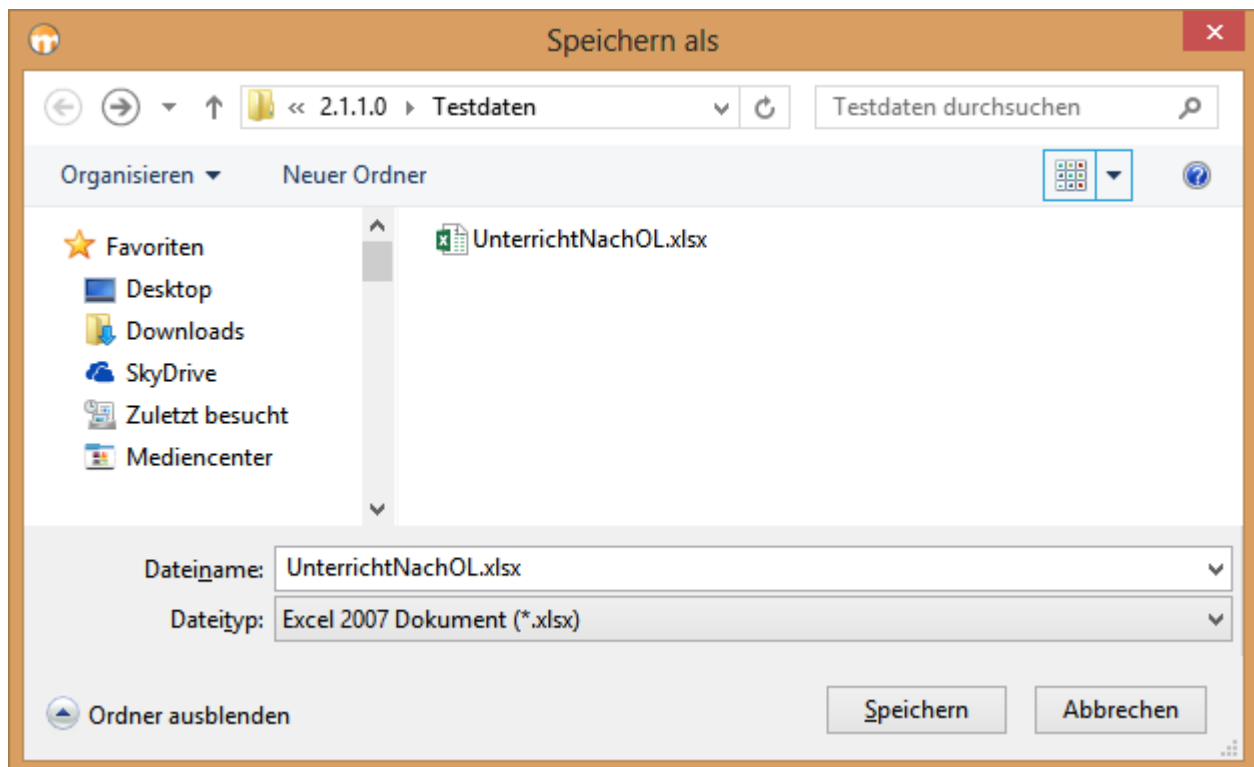 Speichern als
« 2.1.1.0 Testdaten
Testdaten durchsuchen
Organisieren
Neuer Ordner
Favoriten
Desktop
Downloads
SkyDrive
Zuletzt besucht
Mediencenter
UnterrichtNachOL.xlsx
Dateiname: UnterrichtNachOL.xlsx
Dateityp: Excel 2007 Dokument (*.xlsx)
Ordner ausblenden
Speichern
Abbrechen